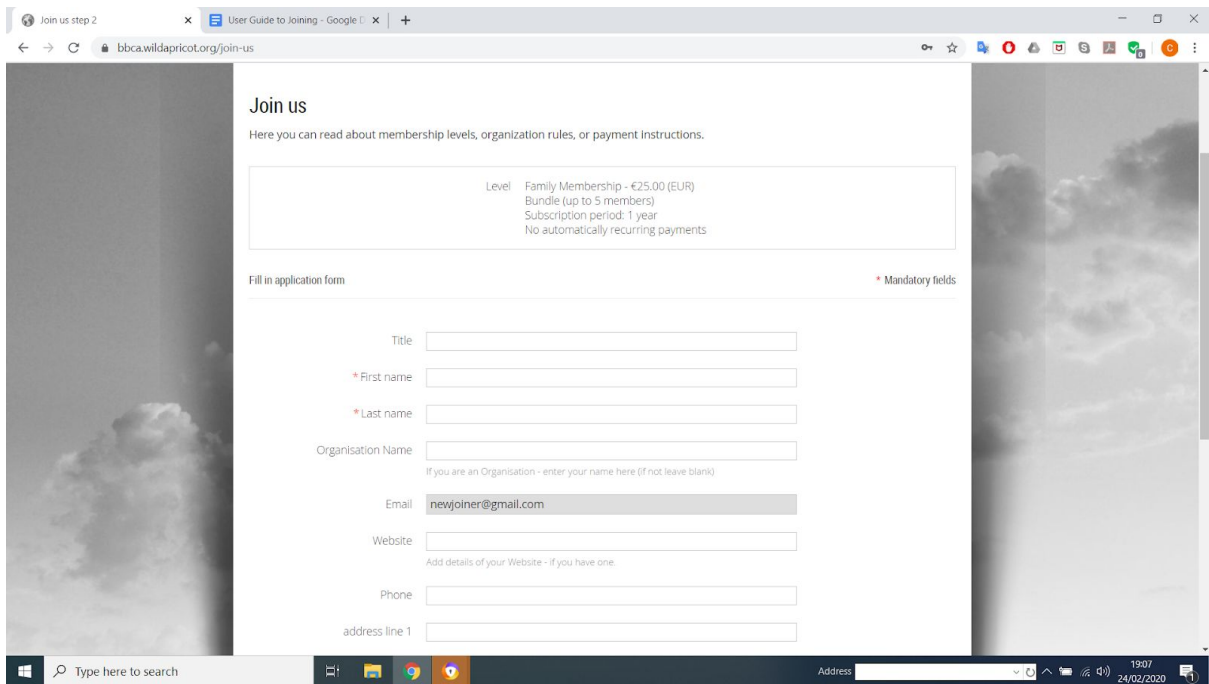 Join us step 2
User Guide to Joining - Google D
bbca.wildapricot.org/join-us
Join us
Here you can read about membership levels, organization rules, or payment instructions.
Level Family Membership - €25.00 (EUR)
Bundle (up to 5 members)
Subscription period: 1 year
No automatically recurring payments
Fill in application form * Mandatory fields
Title
* First name
* Last name
Organisation Name
If you are an Organisation - enter your name here (if not leave blank)
Email newjoiner@gmail.com
Website
Add details of your Website - if you have one.
Phone
address line 1
Type here to search Address 19:07
24/02/2020